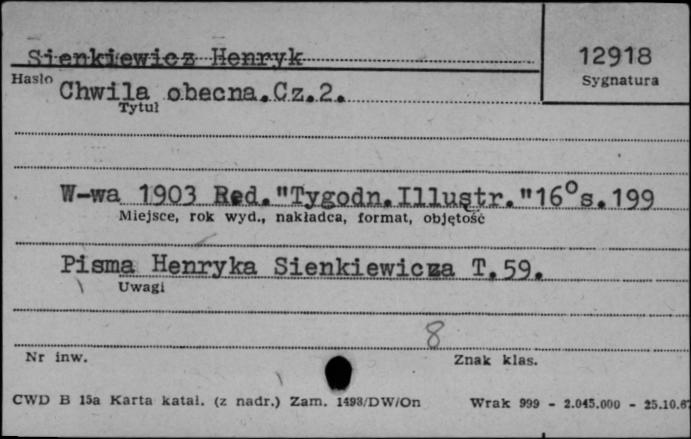 Sienkiewicz Henryk
12918
Hasło
Sygnatura
Chwila obecna.Cz.2.
Tytuł
W-wa 1903 Red."Tygodn.Illustr."16°s.199
Miejsce, rok wyd., nakładca, format, objętość
Pisma Henryka Sienkiewicza T.59.
Uwagi
8
Nr inw.
Znak klas.
CWD B 15a Karta katal. (z nadr.) Zam. 1493/DW/On
Wrak 999 - 2.045.000 - 25.10.67